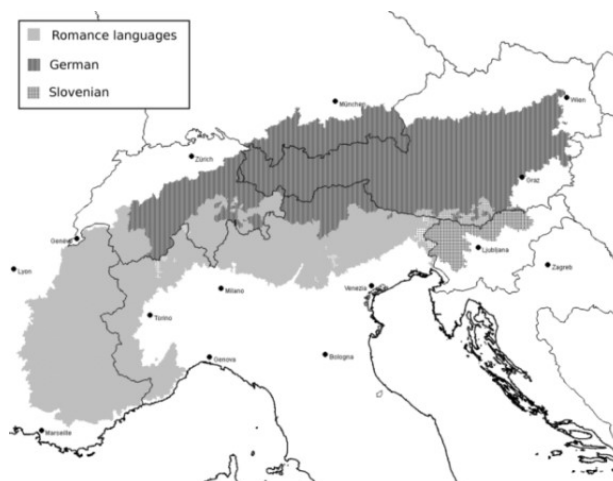 Romance languages
German
Slovenian
München
Wien
Zürich
Graz
Genève
Ljubljana
Lyon
Zagreb
Milano
Venezia
Torino
Genova
Bologna
Marseille